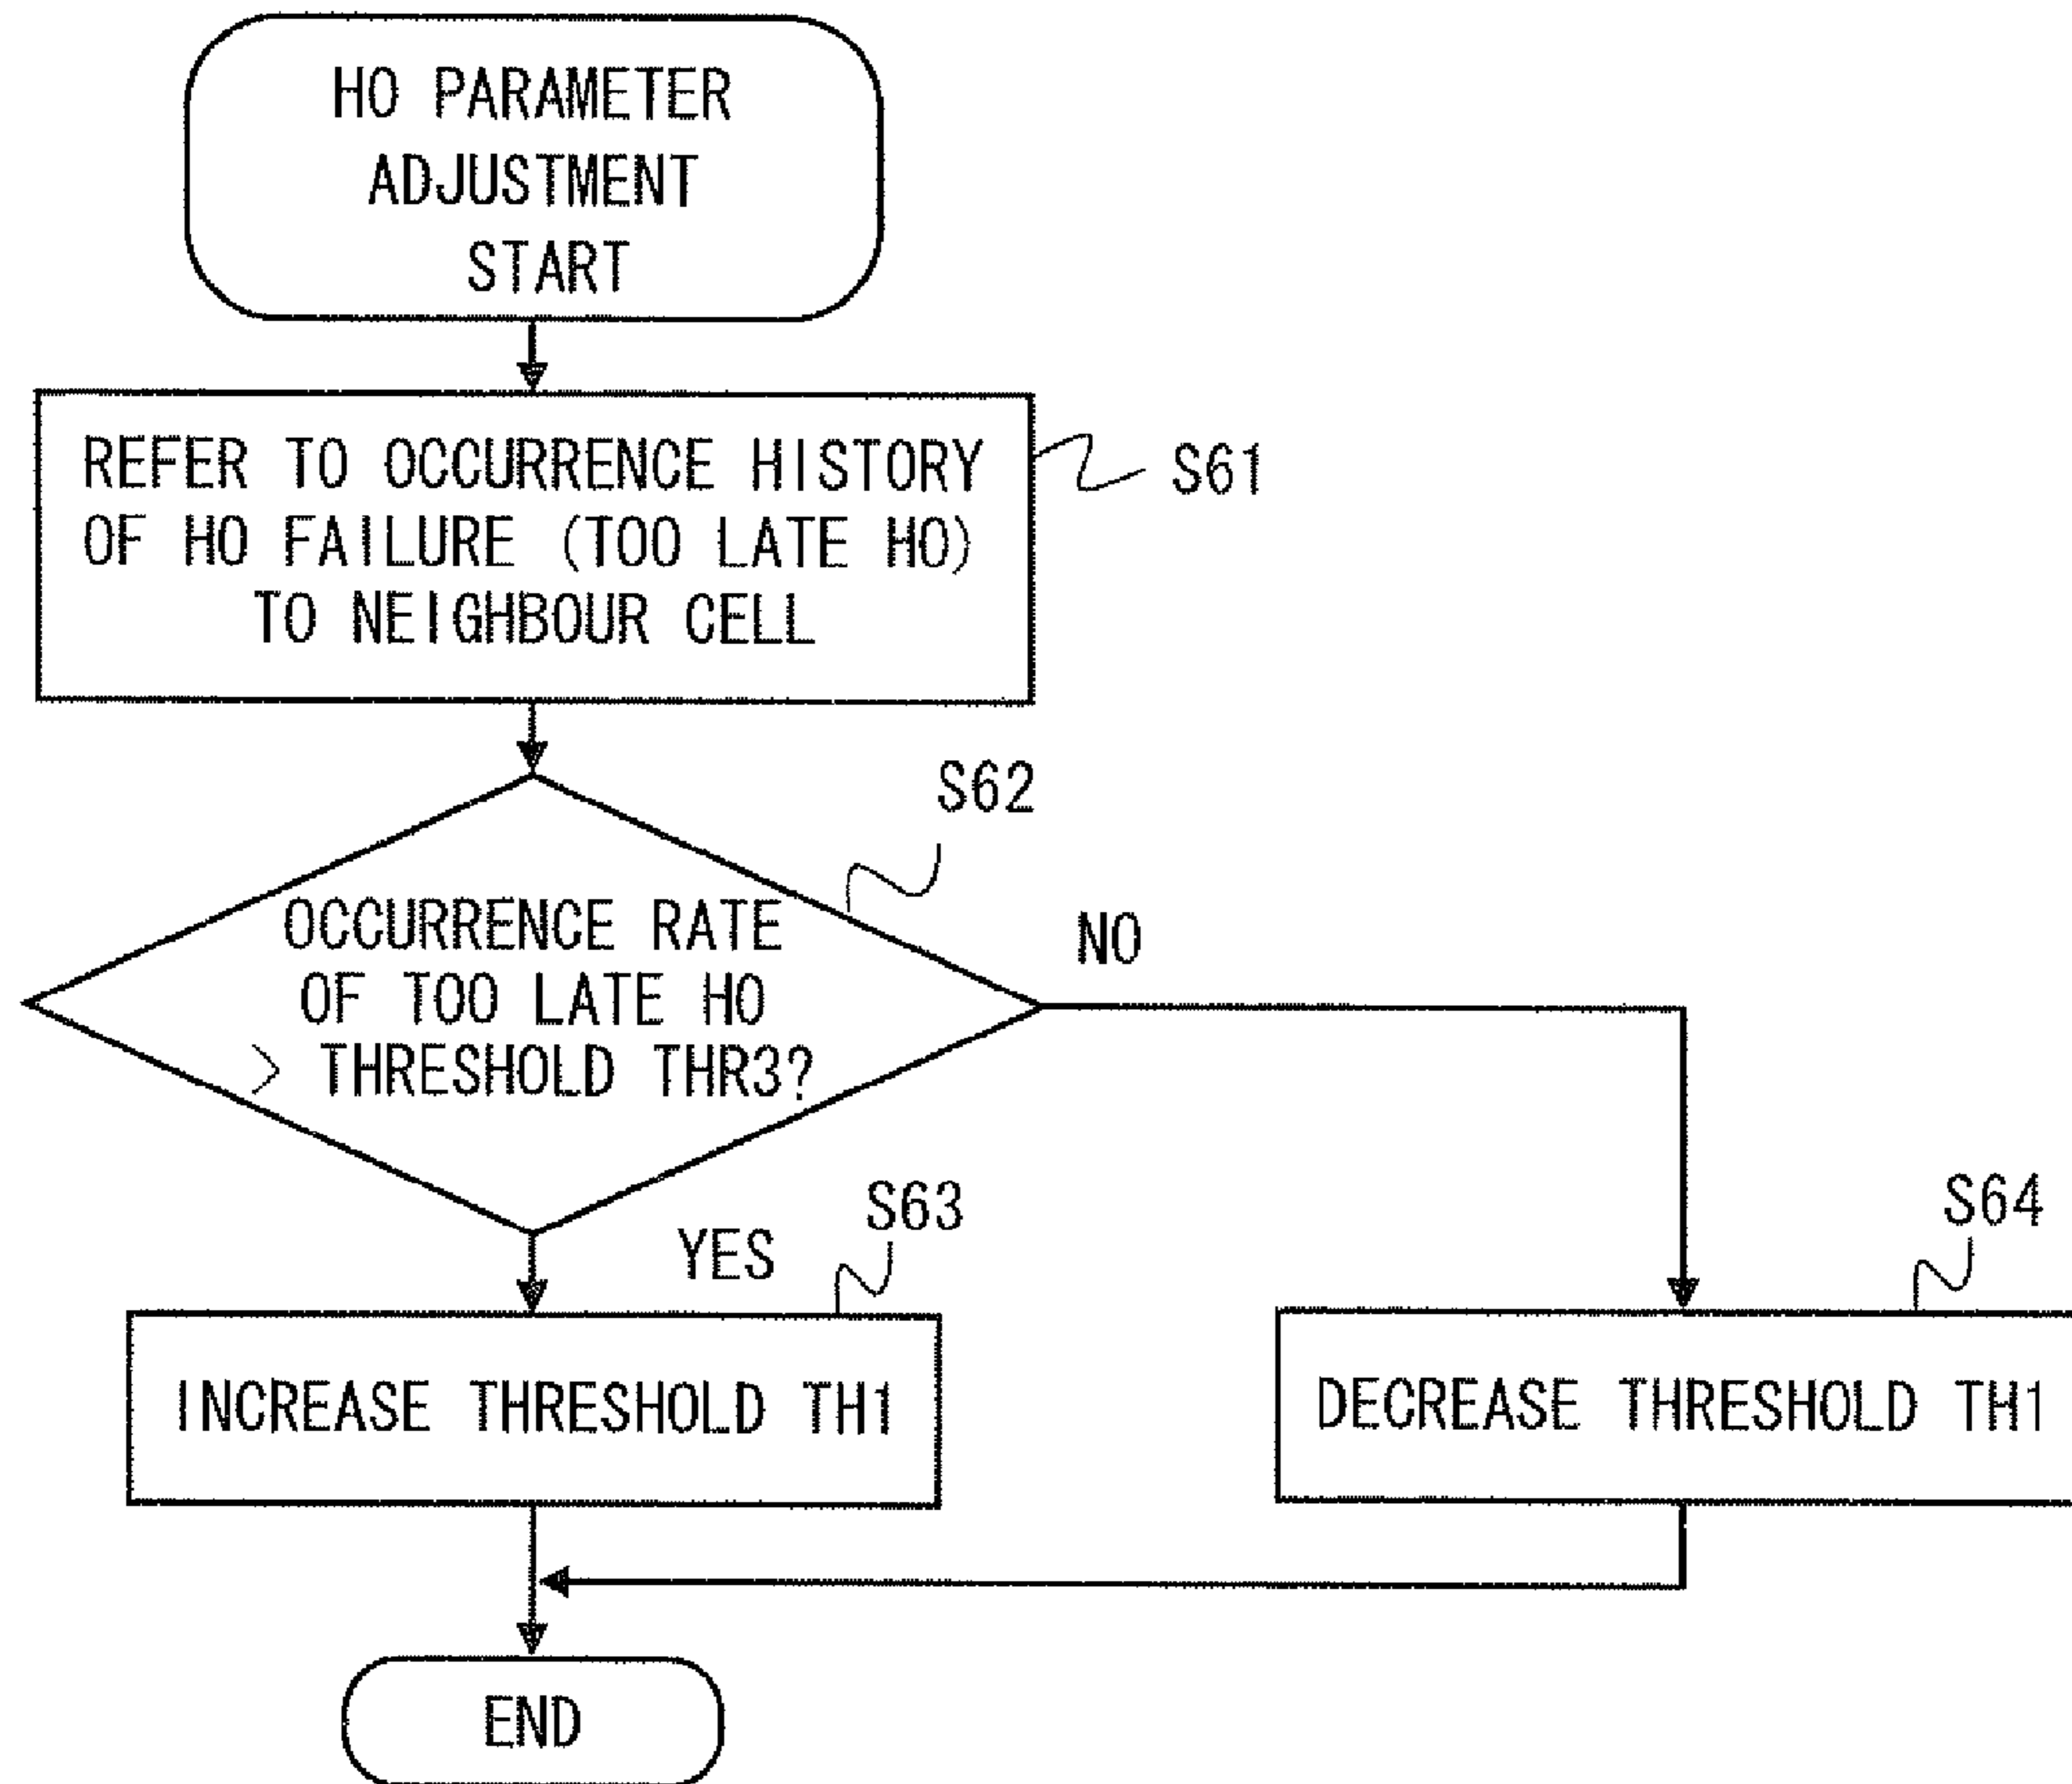 HO PARAMETER
ADJUSTMENT
START
REFER TO OCCURRENCE HISTORY
OF HO FAILURE (TOO LATE HO)
TO NEIGHBOUR CELL
S61
S62
OCCURRENCE RATE
OF TOO LATE HO
> THRESHOLD THR3?
NO
YES
S63
S64
INCREASE THRESHOLD TH1
DECREASE THRESHOLD TH1
END